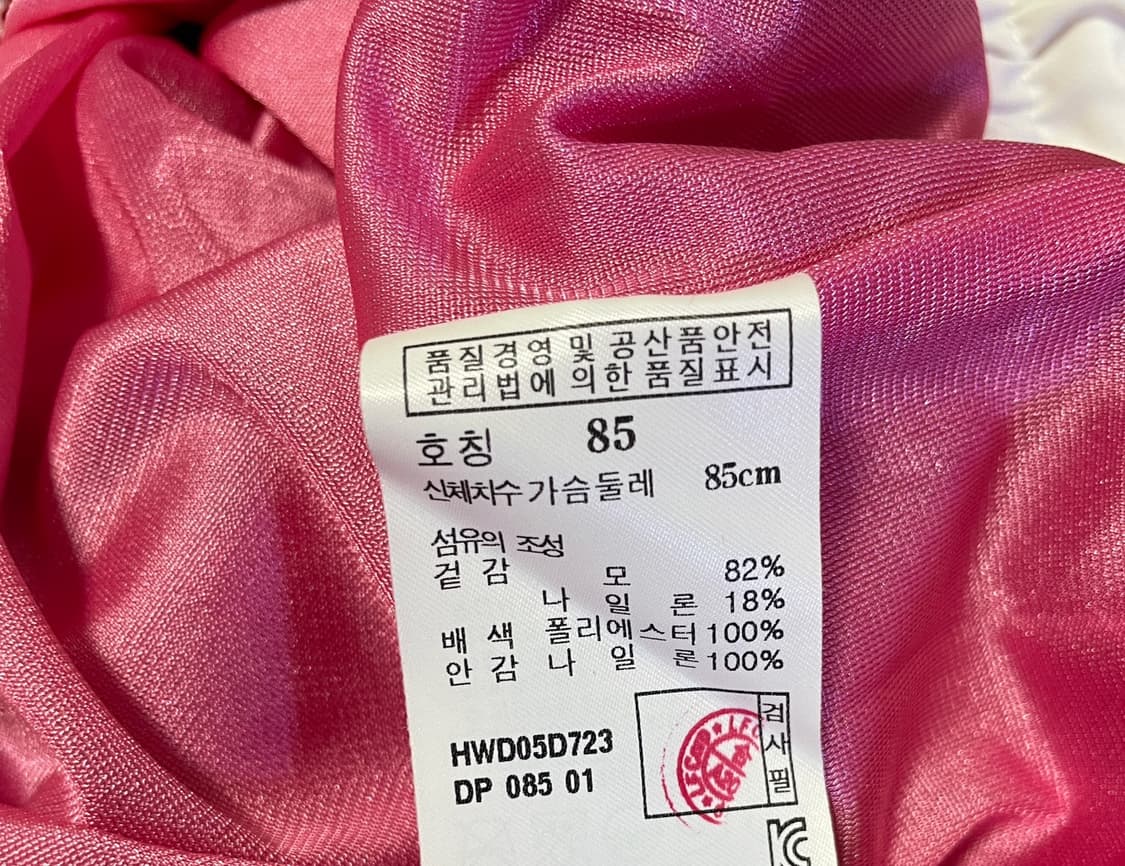 품질경영 및 공산품안전
관리법에 의한 품질표시
호칭 85
신체치수 가슴둘레 85cm
섬유의 조성
겉감 모 82%
나일론 18%
배색 폴리에스터 100%
안감 나일론 100%
HWD05D723
DP 085 01
검사필
LF Corp ★ LFC